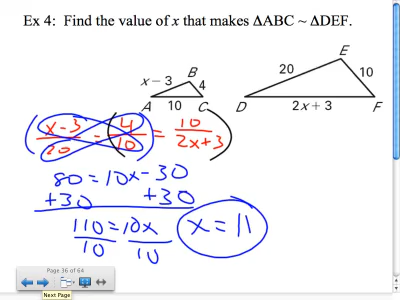 Ex 4: Find the value of x that makes ΔABC ~ ΔDEF.
E
B
x − 3
4
20
10
A
10
C
D
2x + 3
F
(x-3/20 = (4/10) = 10/2x+3)
80 = 10x - 30
+30 +30
110 = 10x
10 10
x = 11
Page 36 of 64
Next Page